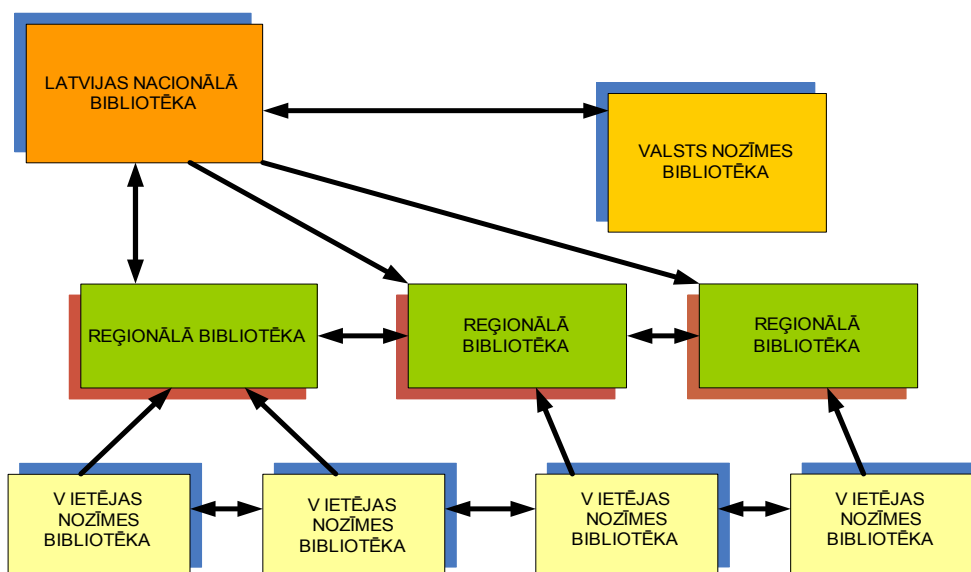 LATVIJAS NACIONĀLĀ
BIBLIOTĒKA
VALSTS NOZĪMES
BIBLIOTĒKA
REĢIONĀLĀ BIBLIOTĒKA
REĢIONĀLĀ
BIBLIOTĒKA
REĢIONĀLĀ
BIBLIOTĒKA
V IETĒJAS
NOZĪMES
BIBLIOTĒKA
V IETĒJAS
NOZĪMES
BIBLIOTĒKA
V IETĒJAS
NOZĪMES
BIBLIOTĒKA
V IETĒJAS
NOZĪMES
BIBLIOTĒKA